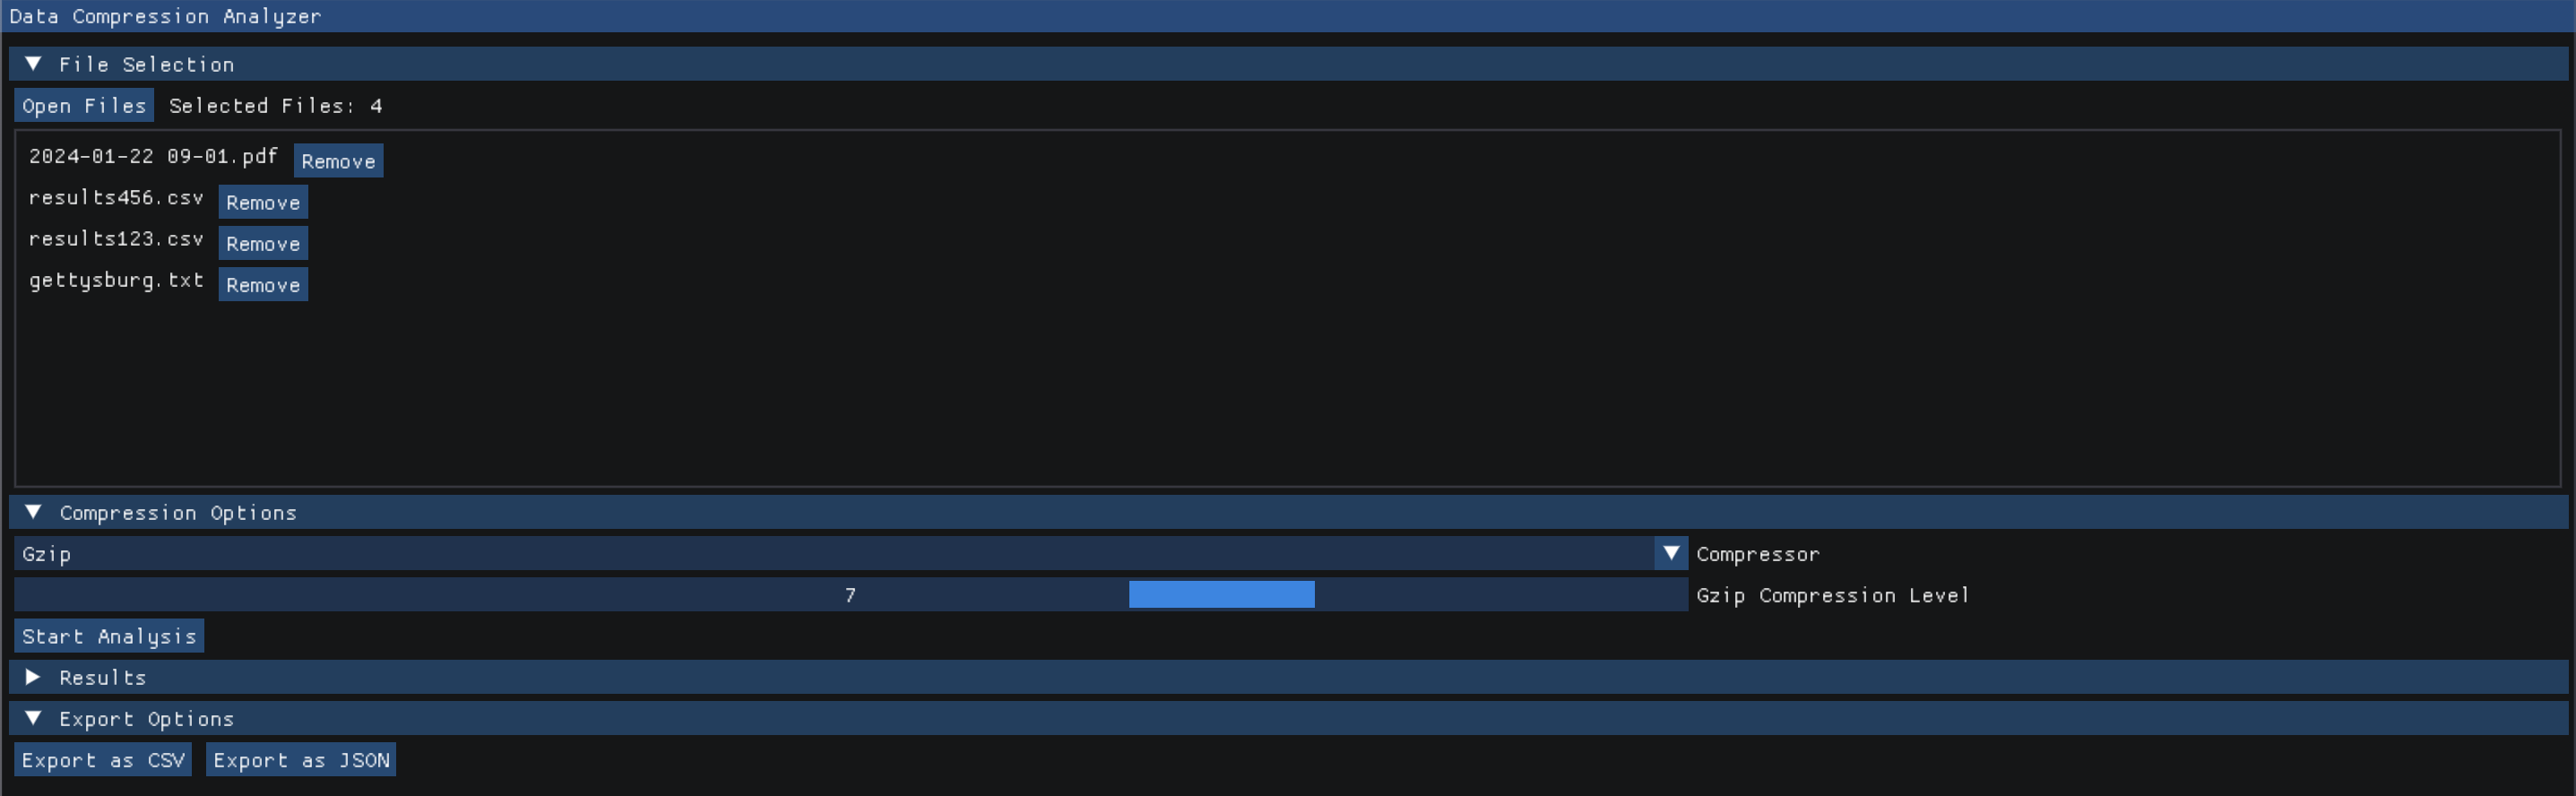 Data Compression Analyzer
File Selection
Open Files Selected Files: 4
2024-01-22 09-01.pdf Remove
results456.csv Remove
results123.csv Remove
gettysburg.txt Remove
Compression Options
Gzip Compressor
7 Gzip Compression Level
Start Analysis
Results
Export Options
Export as CSV Export as JSON